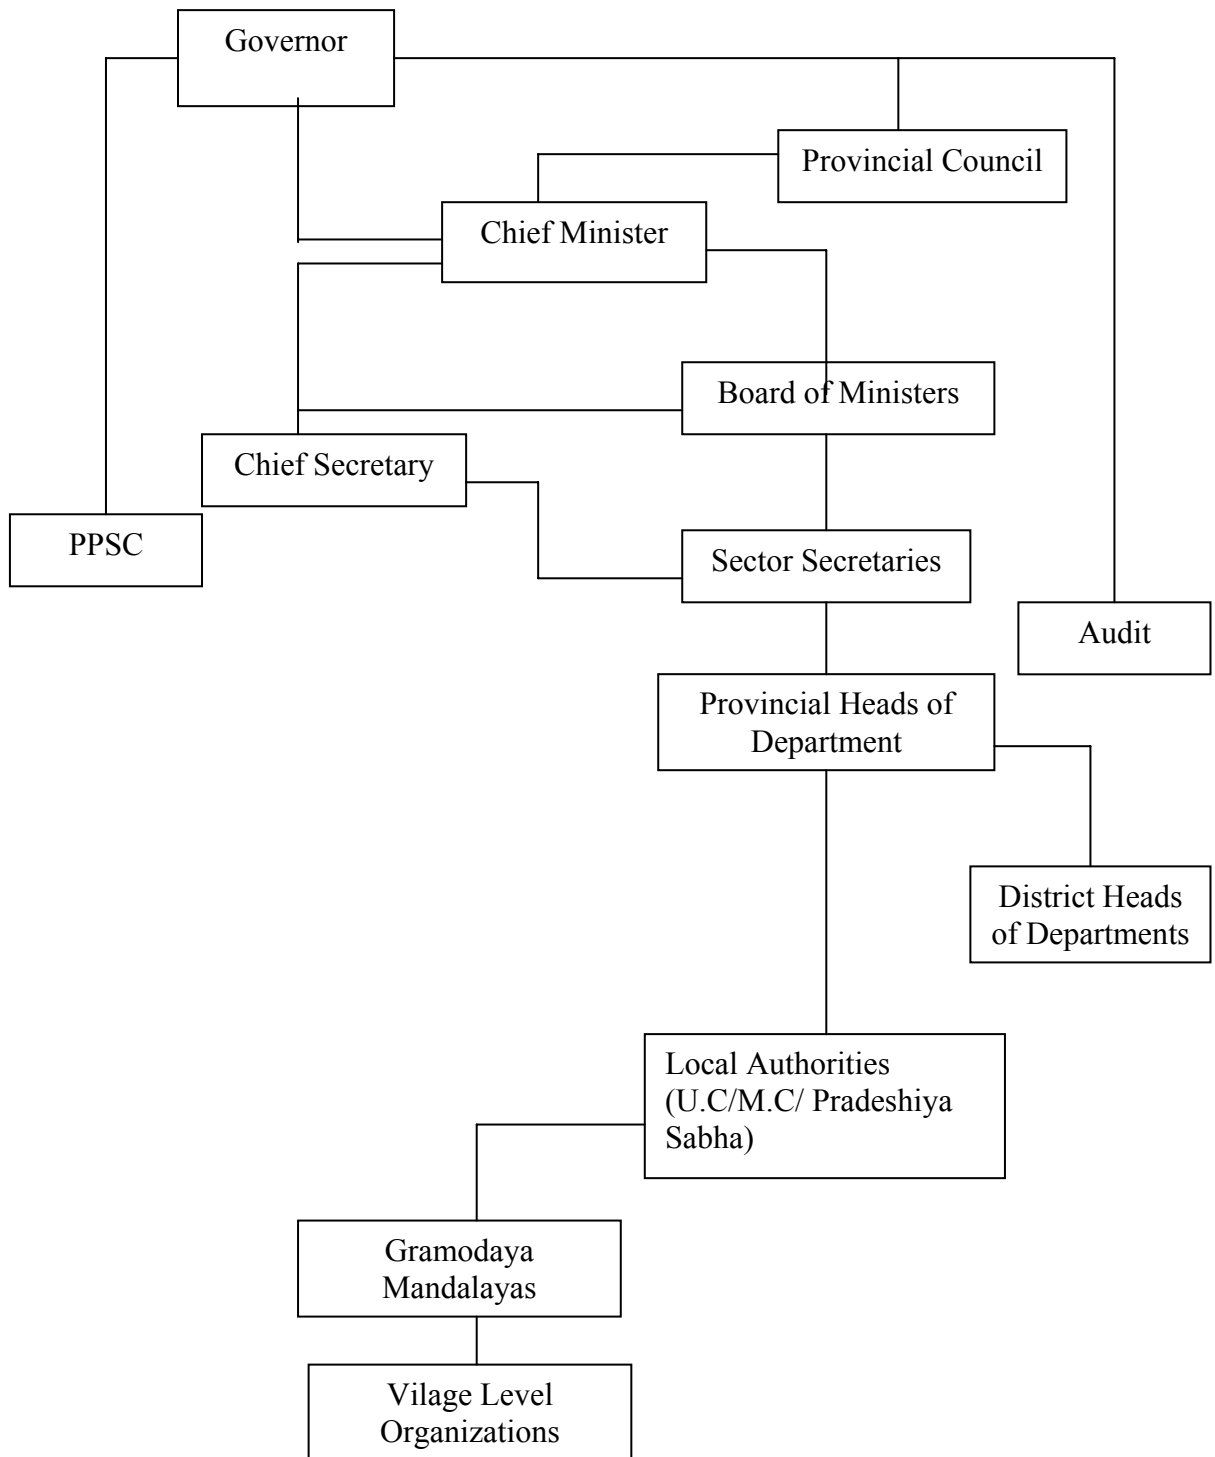 Governor
Provincial Council
Chief Minister
Board of Ministers
Chief Secretary
PPSC
Sector Secretaries
Audit
Provincial Heads of
Department
District Heads
of Departments
Local Authorities
(U.C/M.C/ Pradeshiya
Sabha)
Gramodaya
Mandalayas
Vilage Level
Organizations